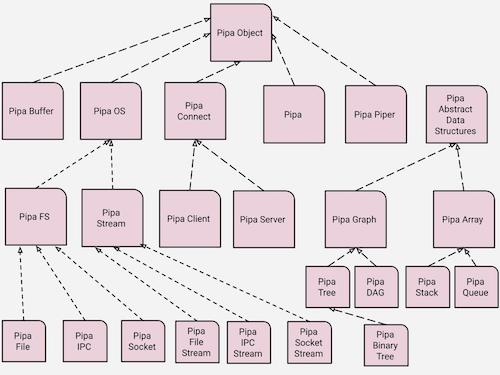 Pipa Object
Pipa Buffer
Pipa OS
Pipa
Connect
Pipa
Pipa Piper
Pipa
Abstract
Data
Structures
Pipa FS
Pipa
Stream
Pipa Client
Pipa Server
Pipa Graph
Pipa Array
Pipa
Tree
Pipa
DAG
Pipa
Stack
Pipa
Queue
Pipa
File
Pipa
IPC
Pipa
Socket
Pipa
File
Stream
Pipa
IPC
Stream
Pipa
Socket
Stream
Pipa
Binary
Tree